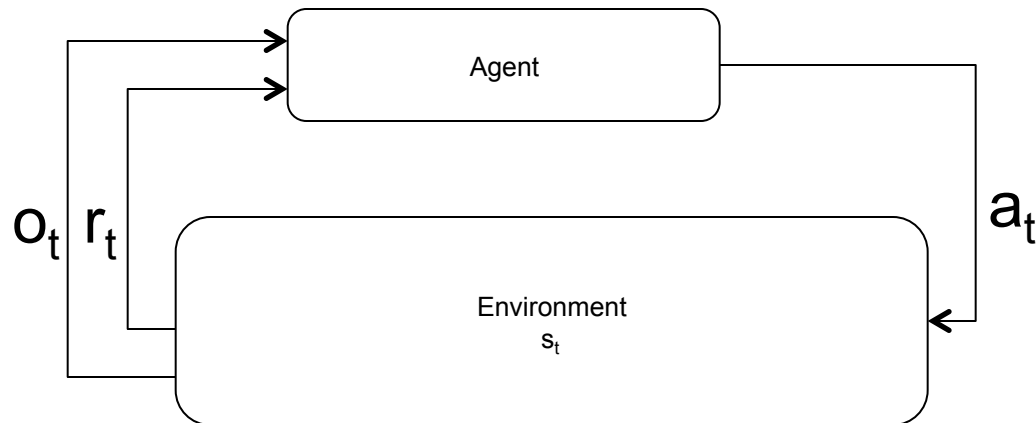 Agent
oₜ
rₜ
aₜ
Environment
sₜ